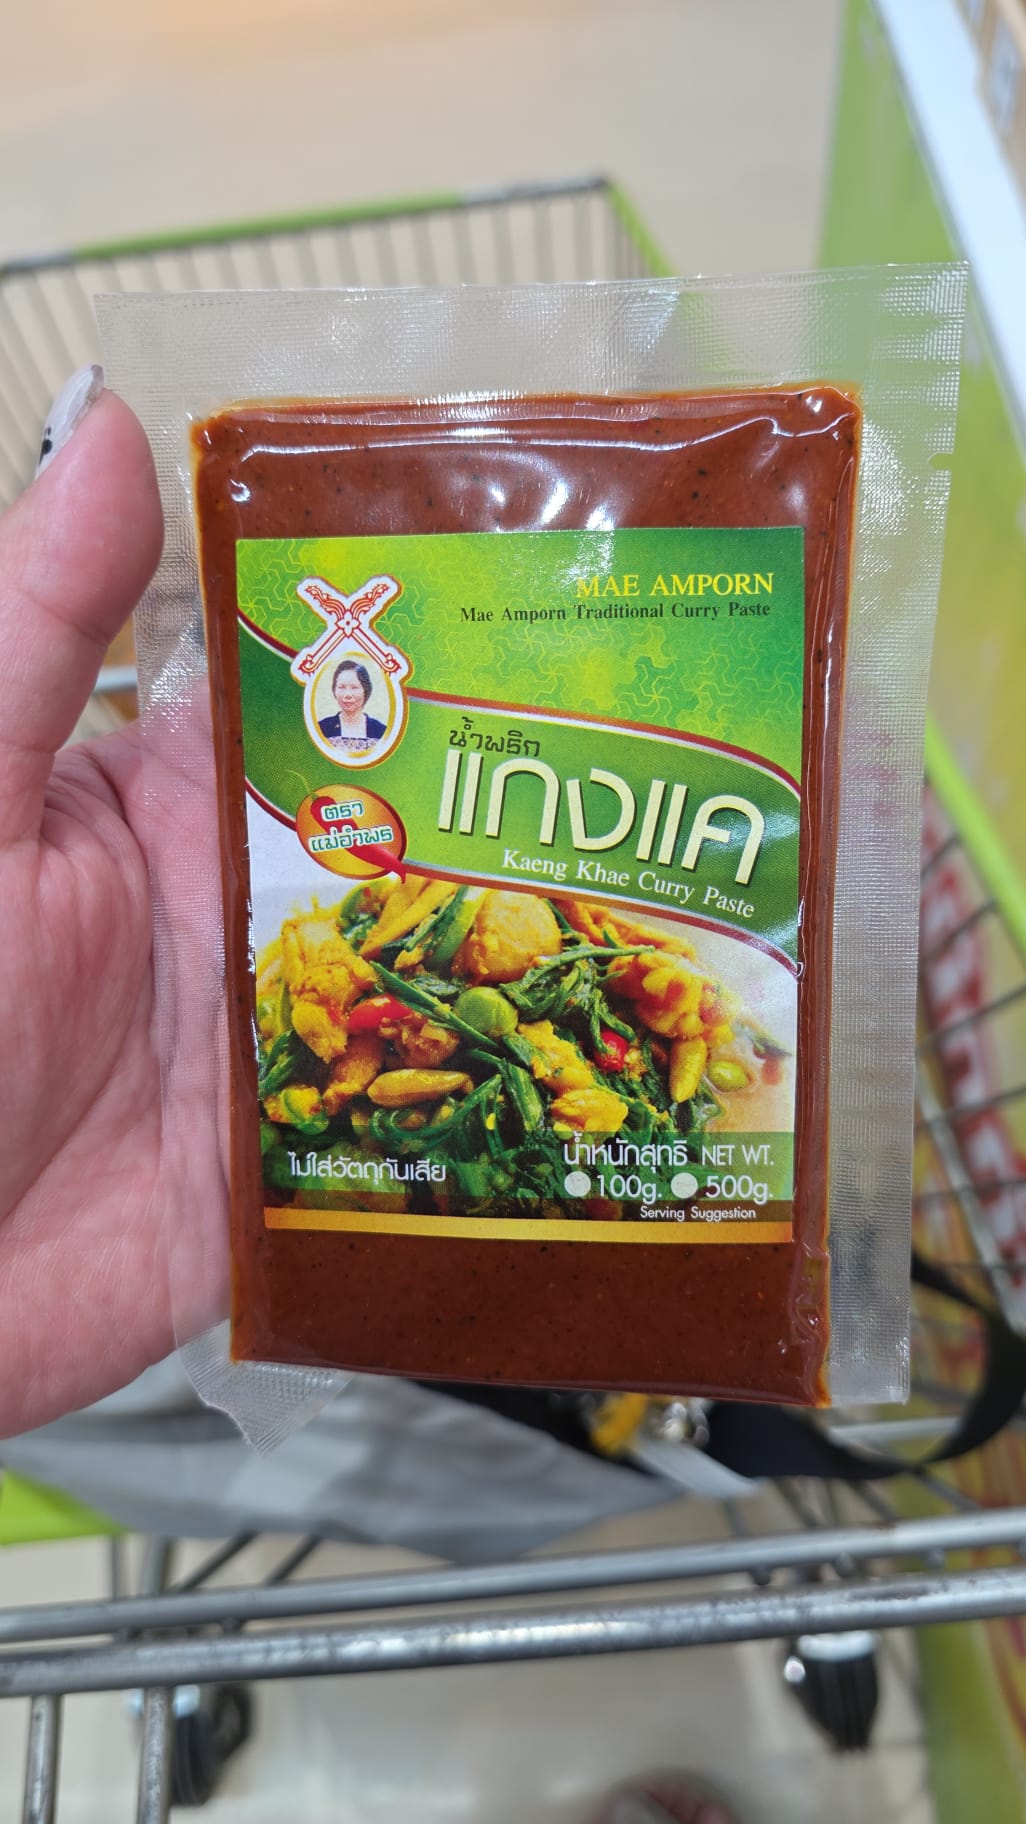 MAE AMPORN
Mae Amporn Traditional Curry Paste
น้ำพริก
แกงแค
Kaeng Khae Curry Paste
ตรา
แม่อำพร
ไม่ใส่วัตถุกันเสีย
น้ำหนักสุทธิ NET WT.
100g. 500g.
Serving Suggestion